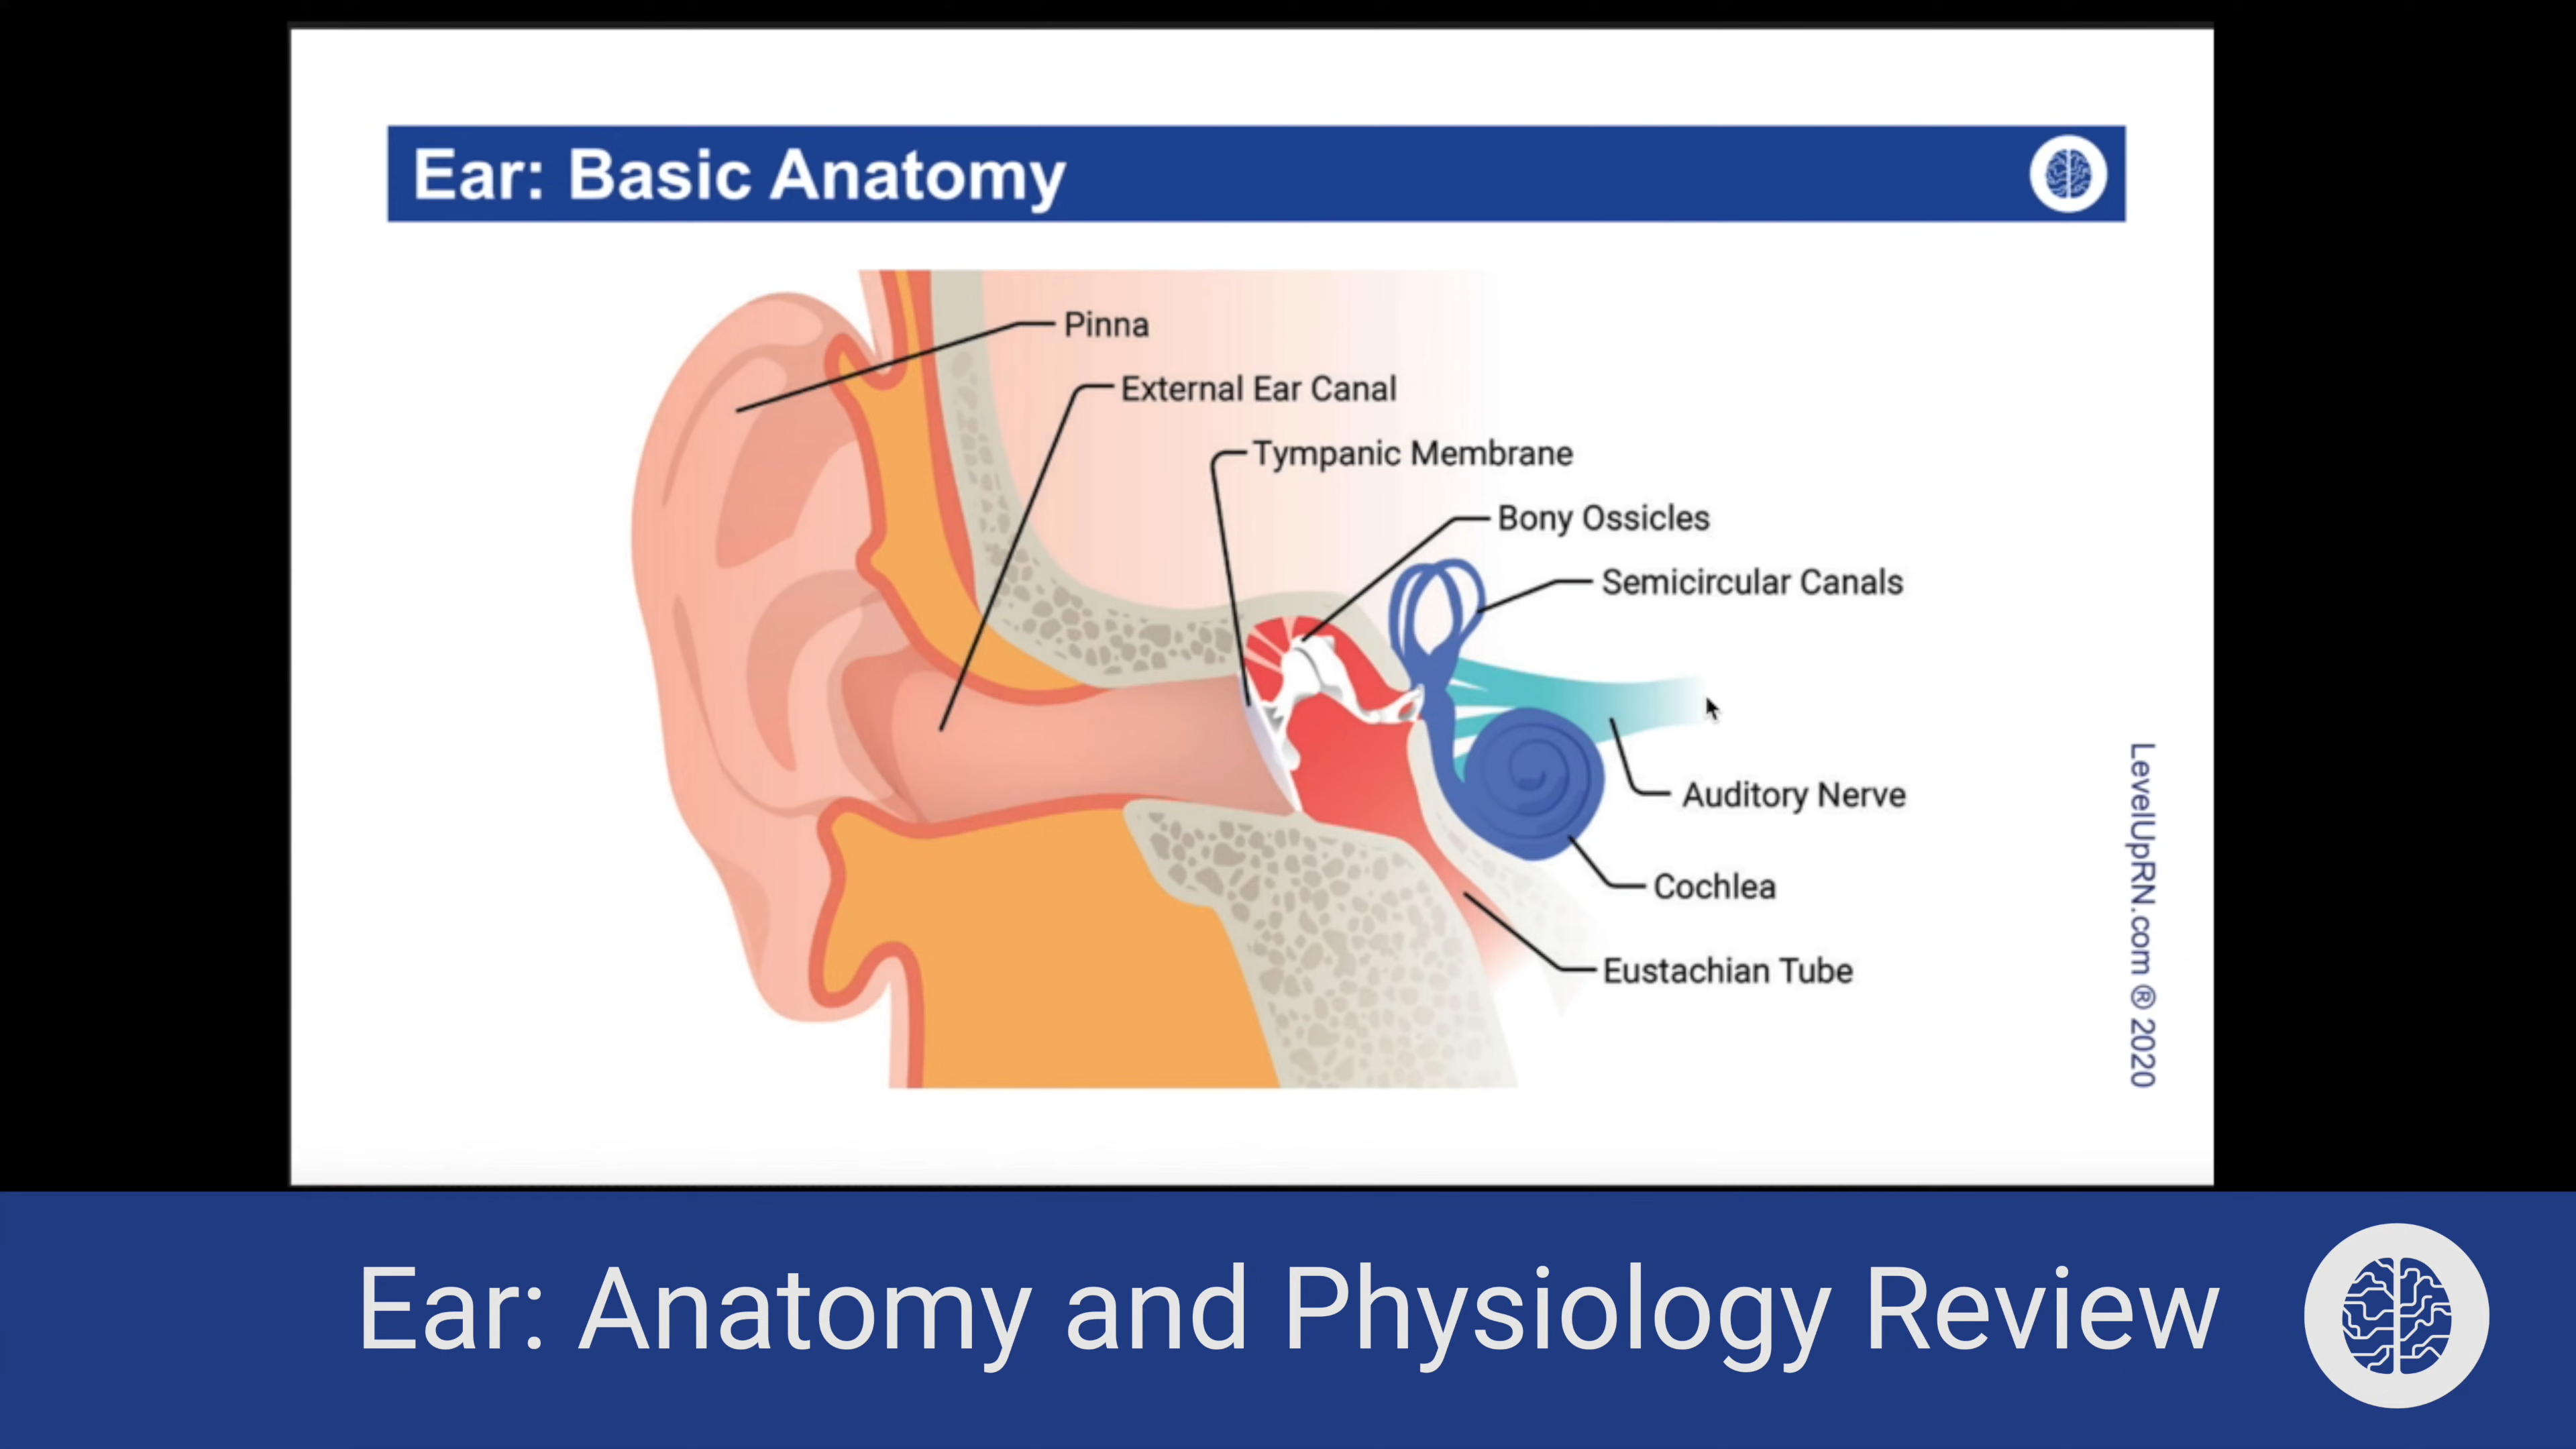 Ear: Basic Anatomy
Pinna
External Ear Canal
Tympanic Membrane
Bony Ossicles
Semicircular Canals
Auditory Nerve
Cochlea
Eustachian Tube
LevelUpRN.com ® 2020
Ear: Anatomy and Physiology Review